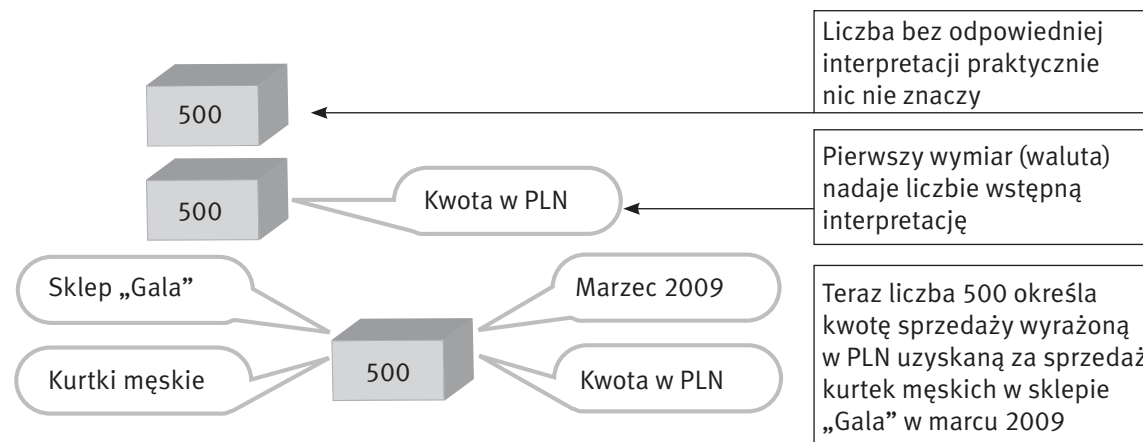 Liczba bez odpowiedniej
interpretacji praktycznie
nic nie znaczy
500
Pierwszy wymiar (waluta)
nadaje liczbie wstępną
interpretację
500
Kwota w PLN
Sklep „Gala”
Marzec 2009
Kurtki męskie
500
Kwota w PLN
Teraz liczba 500 określa
kwotę sprzedaży wyrażoną
w PLN uzyskaną za sprzedaż
kurtek męskich w sklepie
„Gala” w marcu 2009